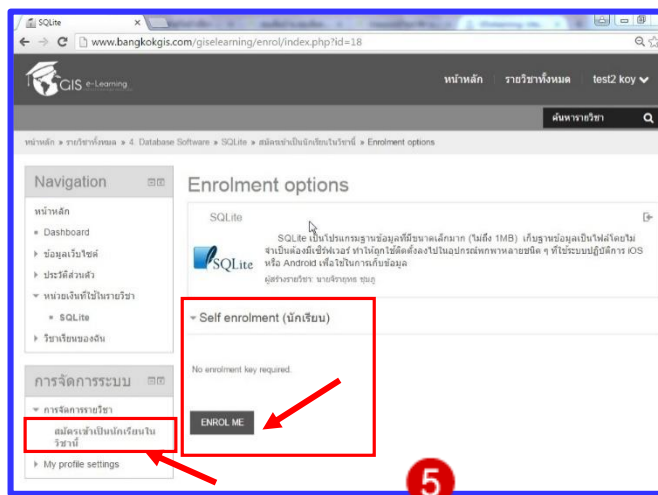 SQLite
www.bangkokgis.com/giselearning/enrol/index.php?id=18
GIS e-Learning
หน้าหลัก รายวิชาทั้งหมด test2 koy
ค้นหารายวิชา
หน้าหลัก » รายวิชาทั้งหมด » 4. Database Software » SQLite » สมัครเข้าเป็นนักเรียนในวิชานี้ » Enrolment options
Navigation
หน้าหลัก
Dashboard
ข้อมูลเว็บไซต์
ประวัติส่วนตัว
หน่วยเงินที่ใช้ในรายวิชา
SQLite
วิชาเรียนของฉัน
การจัดการระบบ
การจัดการรายวิชา
สมัครเข้าเป็นนักเรียนใน
วิชานี้
My profile settings
Enrolment options
SQLite
SQLite เป็นโปรแกรมฐานข้อมูลที่มีขนาดเล็กมาก (ไม่ถึง 1MB) เก็บฐานข้อมูลเป็นไฟล์โดยไม่
จำเป็นต้องมีเซิร์ฟเวอร์ ทำให้ถูกใช้ติดตั้งลงไปในอุปกรณ์พกพาหลายชนิด ๆ ที่ใช้ระบบปฏิบัติการ iOS
หรือ Android เพื่อใช้ในการเก็บข้อมูล
SQLite
ผู้สร้างรายวิชา:
Self enrolment (นักเรียน)
No enrolment key required.
ENROL ME
5